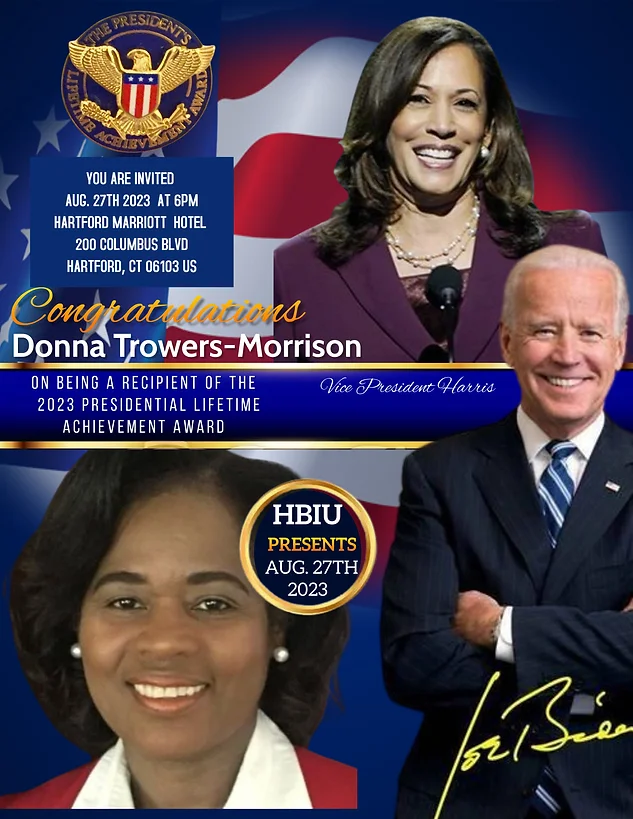 THE PRESIDENT'S
LIFETIME ACHIEVEMENT AWARD
YOU ARE INVITED
AUG. 27TH 2023 AT 6PM
HARTFORD MARRIOTT HOTEL
200 COLUMBUS BLVD
HARTFORD, CT 06103 US
Congratulations
Donna Trowers-Morrison
ON BEING A RECIPIENT OF THE
2023 PRESIDENTIAL LIFETIME
ACHIEVEMENT AWARD
Vice President Harris
HBIU
PRESENTS
AUG. 27TH
2023
Joe Biden